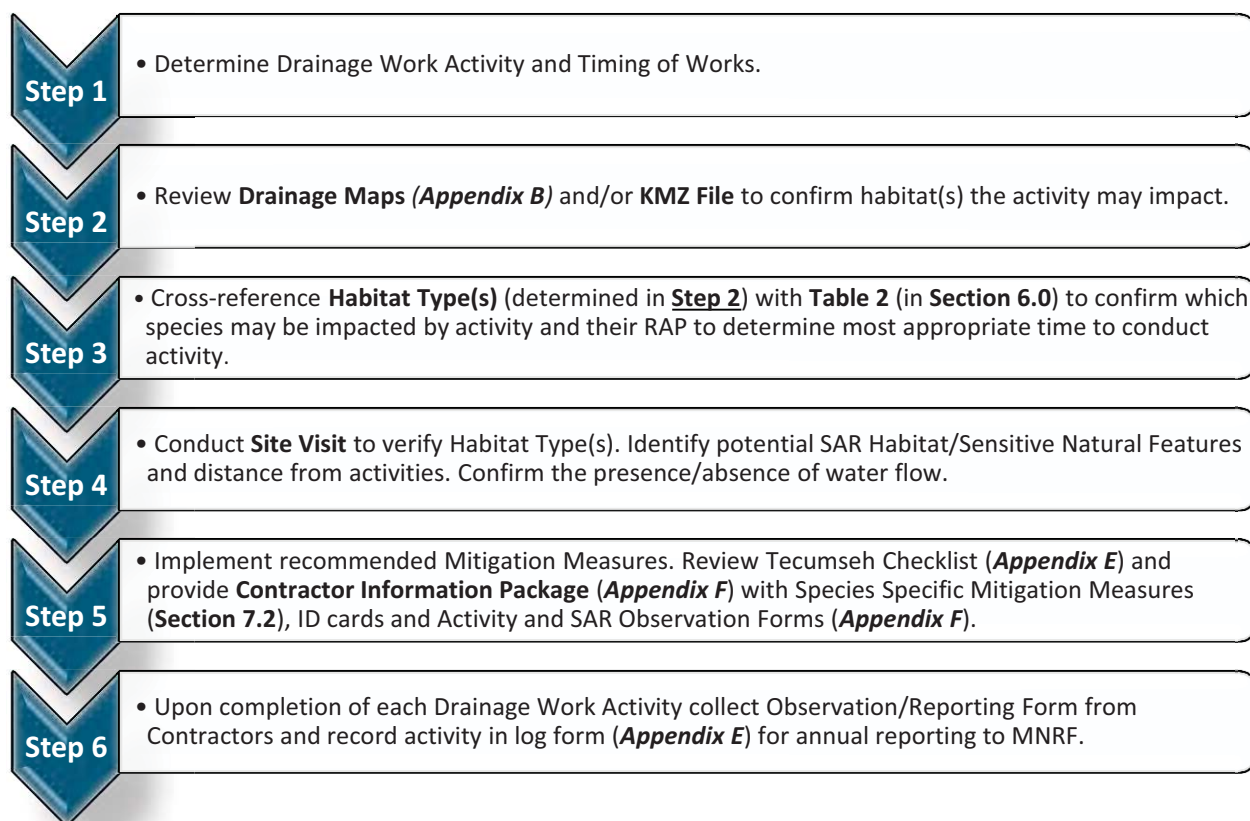 Step 1
• Determine Drainage Work Activity and Timing of Works.
Step 2
• Review Drainage Maps (Appendix B) and/or KMZ File to confirm habitat(s) the activity may impact.
Step 3
• Cross-reference Habitat Type(s) (determined in Step 2) with Table 2 (in Section 6.0) to confirm which
species may be impacted by activity and their RAP to determine most appropriate time to conduct
activity.
Step 4
• Conduct Site Visit to verify Habitat Type(s). Identify potential SAR Habitat/Sensitive Natural Features
and distance from activities. Confirm the presence/absence of water flow.
Step 5
• Implement recommended Mitigation Measures. Review Tecumseh Checklist (Appendix E) and
provide Contractor Information Package (Appendix F) with Species Specific Mitigation Measures
(Section 7.2), ID cards and Activity and SAR Observation Forms (Appendix F).
Step 6
• Upon completion of each Drainage Work Activity collect Observation/Reporting Form from
Contractors and record activity in log form (Appendix E) for annual reporting to MNRF.